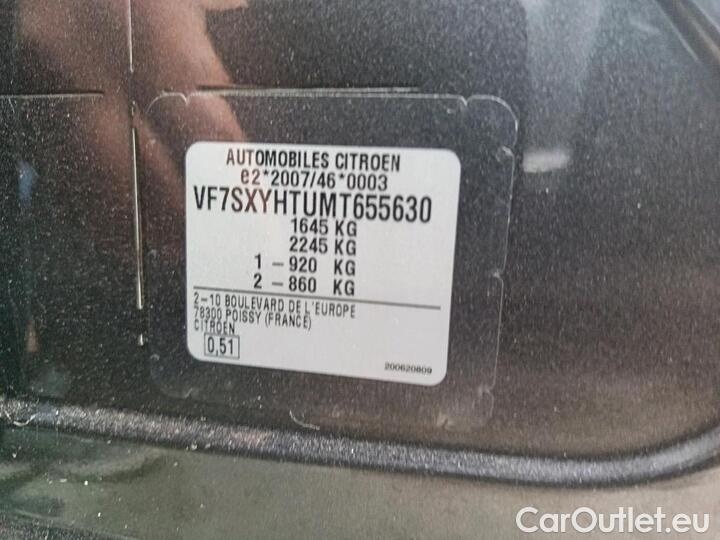 AUTOMOBILES CITROEN
e2*2007/46*0003
VF7SXYHTUMT655630
1645 KG
2245 KG
1 - 920 KG
2 - 860 KG
2-10 BOULEVARD DE L'EUROPE
78300 POISSY (FRANCE)
CITROEN
0,51
200620809
CarOutlet.eu